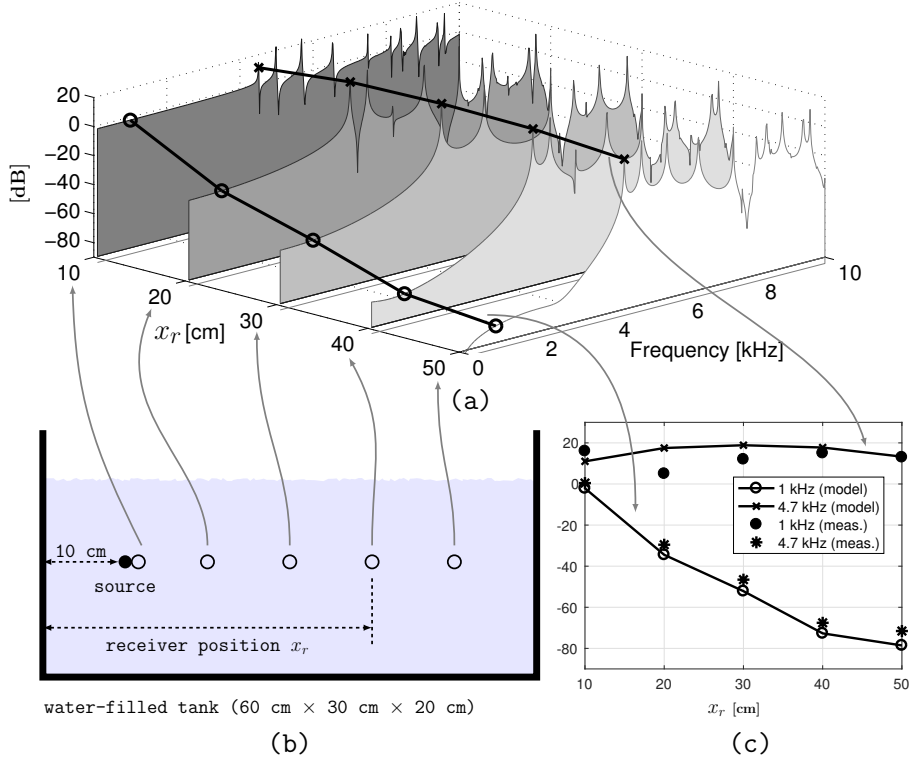 20
0
−20
−40
−60
−80
[dB]
10
20
30
40
50
x_r [cm]
0
2
4
6
8
10
Frequency [kHz]
(a)
10 cm
source
receiver position x_r
water-filled tank (60 cm × 30 cm × 20 cm)
(b)
20
0
-20
-40
-60
-80
1 kHz (model)
4.7 kHz (model)
1 kHz (meas.)
4.7 kHz (meas.)
10 20 30 40 50
x_r [cm]
(c)